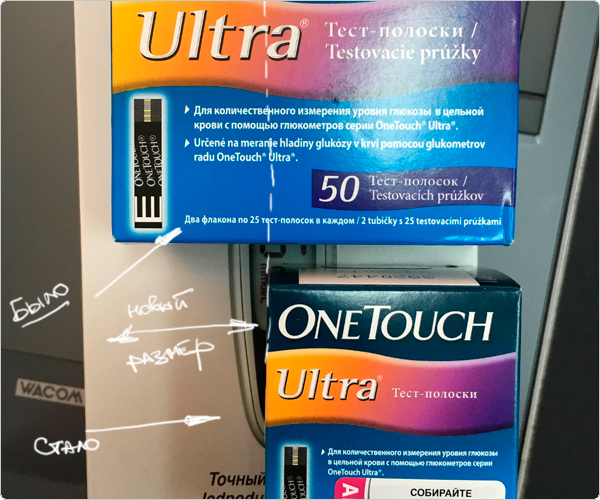 Ultra®
Тест-полоски /
Testovacie prúžky
Для количественного измерения уровня глюкозы в цельной
крови с помощью глюкометров серии OneTouch® Ultra®.
Určené na meranie hladiny glukózy v krvi pomocou glukometrov
radu OneTouch® Ultra®.
ONETOUCH®
ONETOUCH®
50 Тест-полосок /
Testovacích prúžkov
Два флакона по 25 тест-полосок в каждом / 2 tubičky s 25 testovacími prúžkami
Было
новый
размер
Стало
WACOM
ONETOUCH
Ultra® Тест-полоски
Для количественного измерения уровня глюкозы
в цельной крови с помощью глюкометров серии
OneTouch Ultra®.
СОБИРАЙТЕ
Точный